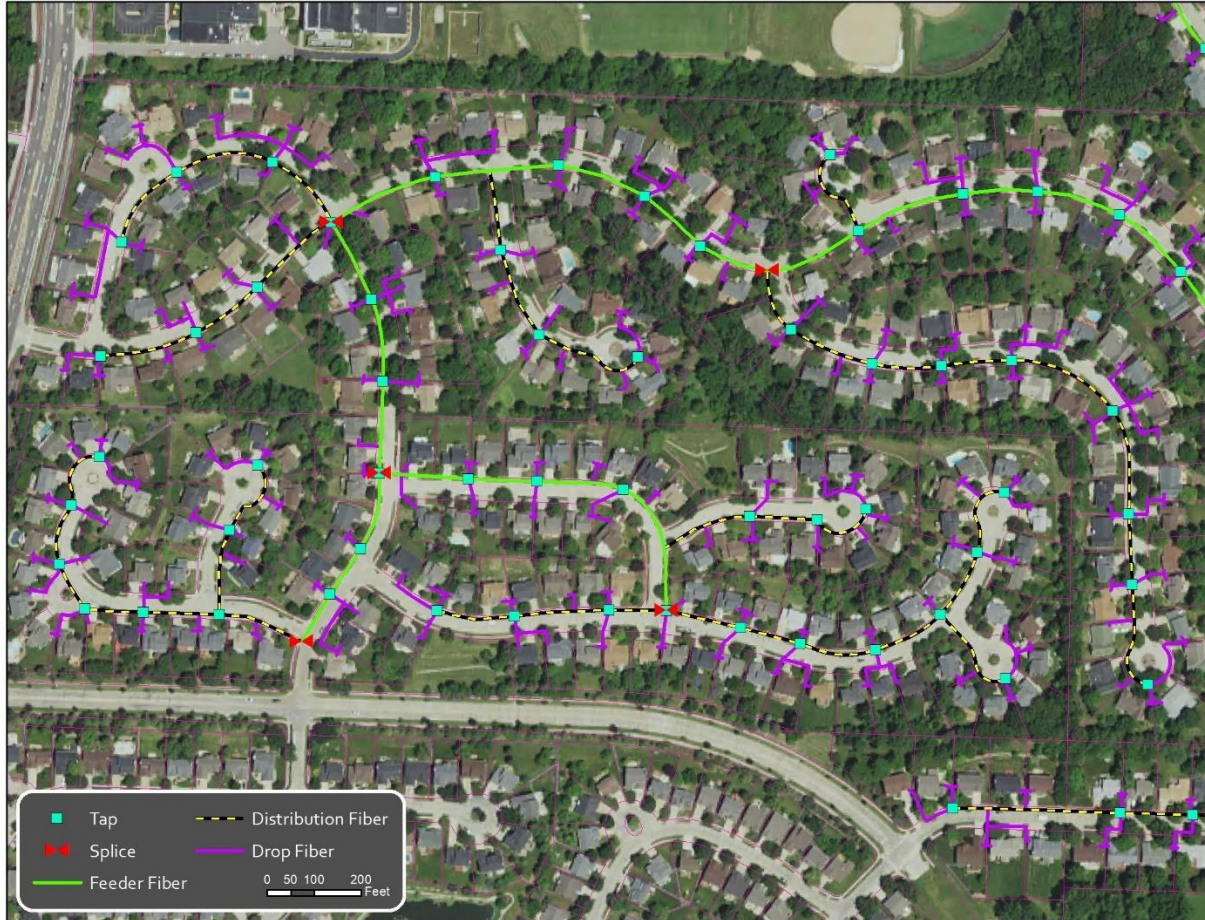 Tap
Distribution Fiber
Splice
Drop Fiber
Feeder Fiber
0 50 100 200
Feet